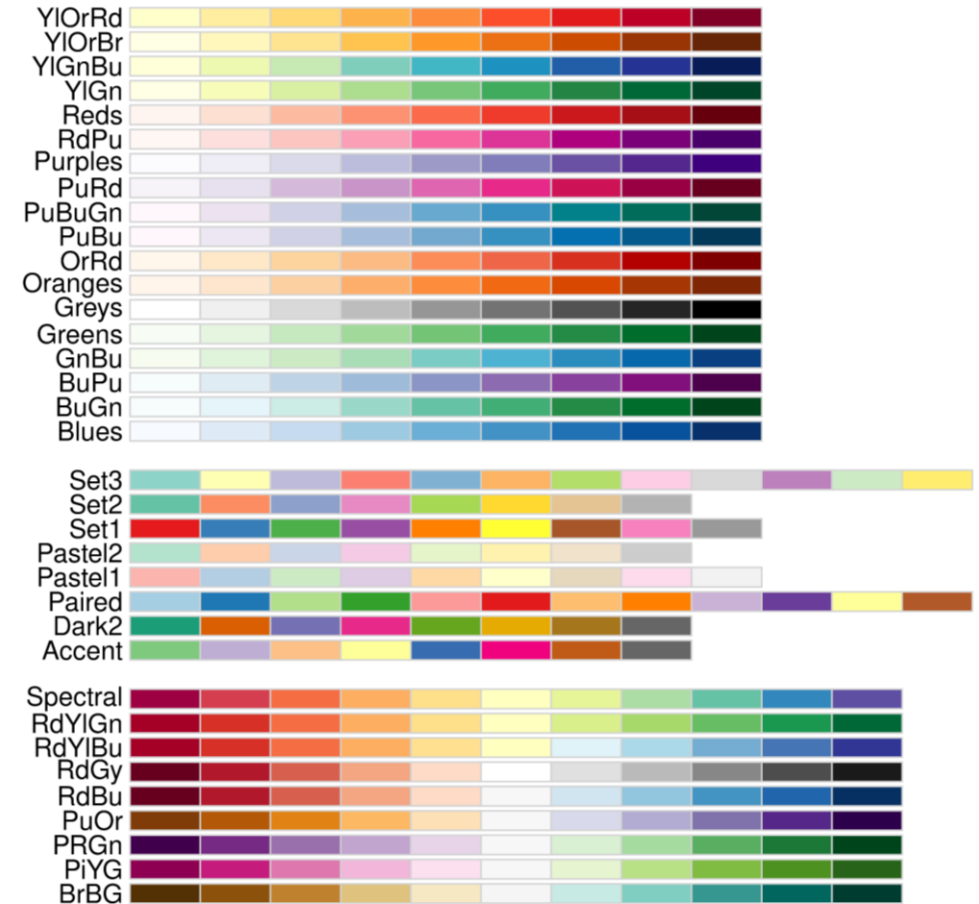 YlOrRd
YlOrBr
YlGnBu
YlGn
Reds
RdPu
Purples
PuRd
PuBuGn
PuBu
OrRd
Oranges
Greys
Greens
GnBu
BuPu
BuGn
Blues
Set3
Set2
Set1
Pastel2
Pastel1
Paired
Dark2
Accent
Spectral
RdYlGn
RdYlBu
RdGy
RdBu
PuOr
PRGn
PiYG
BrBG